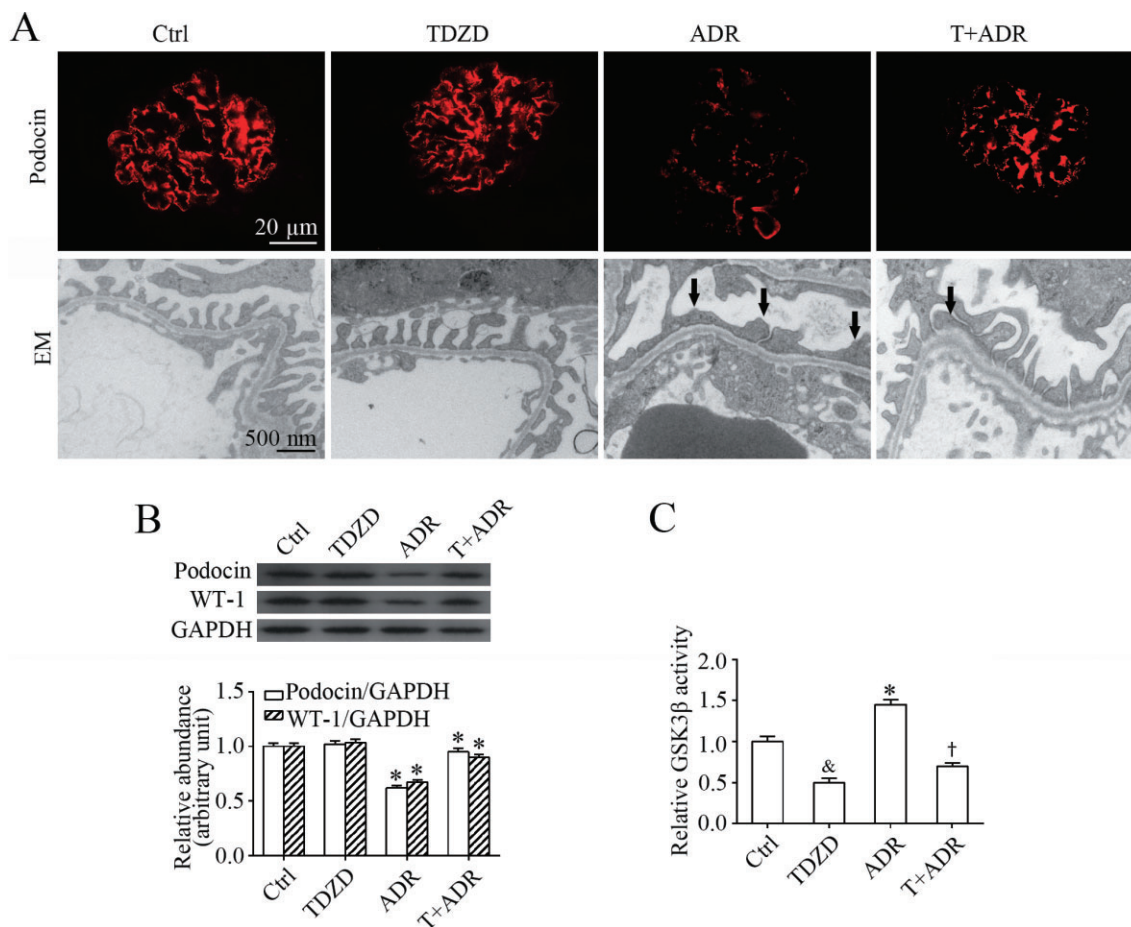 A
Ctrl TDZD ADR T+ADR
Podocin
20 μm
EM
500 nm
B
Ctrl TDZD ADR T+ADR
Podocin
WT-1
GAPDH
Relative abundance
(arbitrary unit)
1.5
1.0
0.5
0.0
Podocin/GAPDH
WT-1/GAPDH
* * * *
Ctrl TDZD ADR T+ADR
C
Relative GSK3β activity
2.0
1.5
1.0
0.5
0.0
& * †
Ctrl TDZD ADR T+ADR